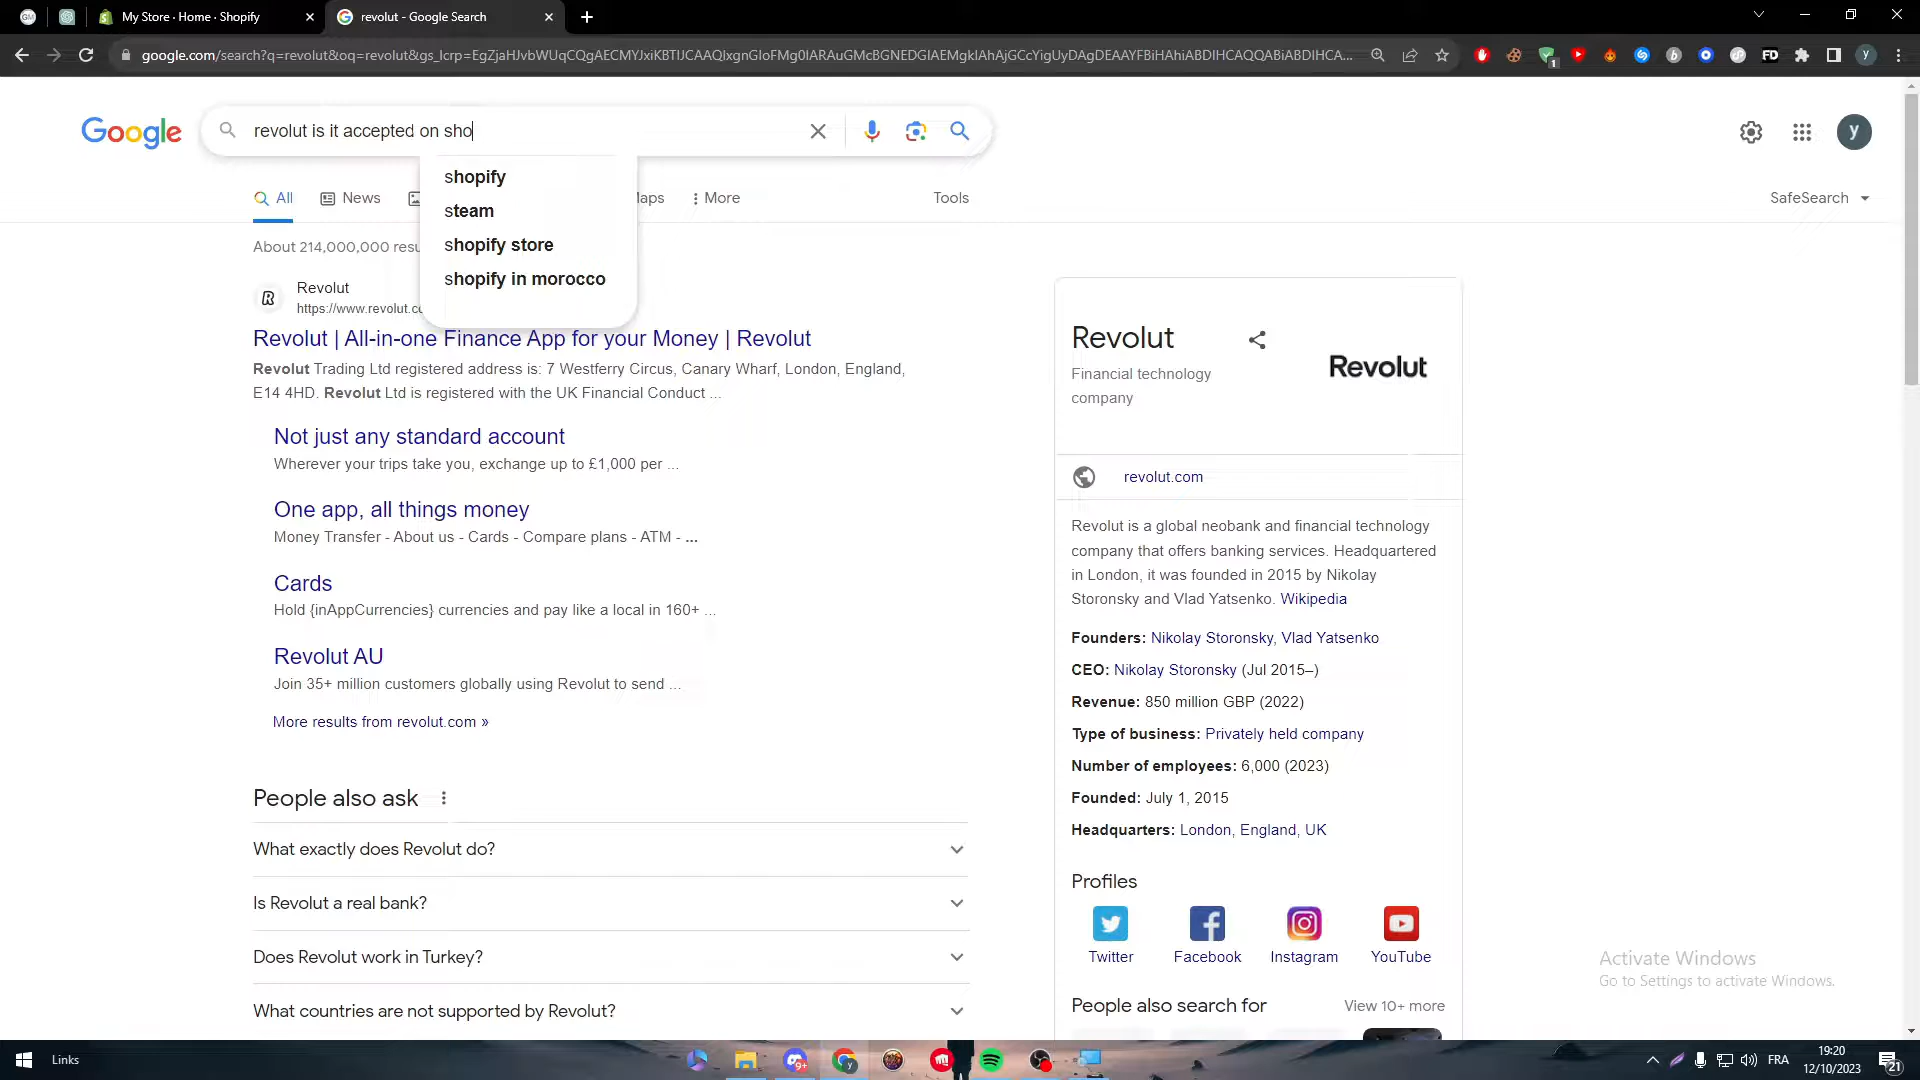 My Store · Home · Shopify
revolut - Google Search
google.com/search?q=revolut&oq=revolut&gs_lcrp=EgZjaHJvbWUqCQgAECMYJxiKBTIJCAAQIxgnGIoFMg0IARAuGMcBGNEDGIAEMgkIAhAjGCcYigUyDAgDEAAYFBiHAhiABDIHCAQQABiABDIHCA...
FD
y
Google
revolut is it accepted on sho
y
shopify
steam
shopify store
shopify in morocco
All
News
Maps
More
Tools
SafeSearch
About 214,000,000 resu
Revolut
https://www.revolut.co
Revolut | All-in-one Finance App for your Money | Revolut
Revolut Trading Ltd registered address is: 7 Westferry Circus, Canary Wharf, London, England,
E14 4HD. Revolut Ltd is registered with the UK Financial Conduct ...
Not just any standard account
Wherever your trips take you, exchange up to £1,000 per ...
One app, all things money
Money Transfer - About us - Cards - Compare plans - ATM - ...
Cards
Hold {inAppCurrencies} currencies and pay like a local in 160+ ...
Revolut AU
Join 35+ million customers globally using Revolut to send ...
More results from revolut.com »
People also ask
What exactly does Revolut do?
Is Revolut a real bank?
Does Revolut work in Turkey?
What countries are not supported by Revolut?
Revolut
Financial technology
company
Revolut
revolut.com
Revolut is a global neobank and financial technology
company that offers banking services. Headquartered
in London, it was founded in 2015 by Nikolay
Storonsky and Vlad Yatsenko. Wikipedia
Founders: Nikolay Storonsky, Vlad Yatsenko
CEO: Nikolay Storonsky (Jul 2015–)
Revenue: 850 million GBP (2022)
Type of business: Privately held company
Number of employees: 6,000 (2023)
Founded: July 1, 2015
Headquarters: London, England, UK
Profiles
Twitter
Facebook
Instagram
YouTube
People also search for
View 10+ more
Activate Windows
Go to Settings to activate Windows.
Links
9+
FRA
19:20
12/10/2023
21